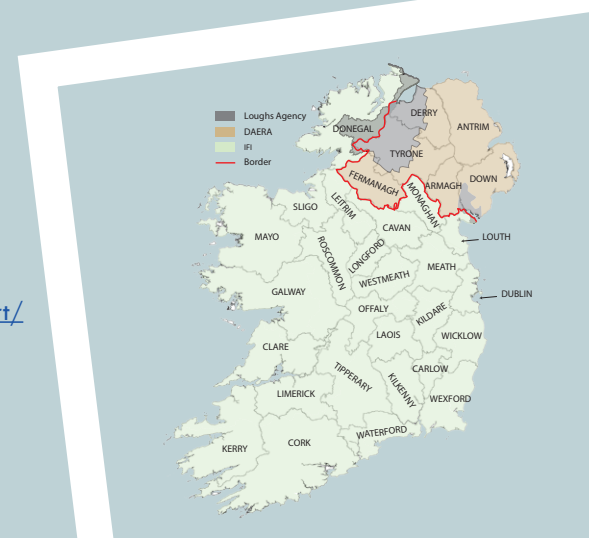 Loughs Agency
DAERA
IFI
Border
DONEGAL
DERRY
ANTRIM
TYRONE
FERMANAGH
ARMAGH
DOWN
MONAGHAN
SLIGO
LEITRIM
CAVAN
LOUTH
MAYO
ROSCOMMON
LONGFORD
MEATH
WESTMEATH
GALWAY
DUBLIN
OFFALY
KILDARE
t/
LAOIS
WICKLOW
CLARE
CARLOW
TIPPERARY
KILKENNY
LIMERICK
WEXFORD
WATERFORD
KERRY
CORK